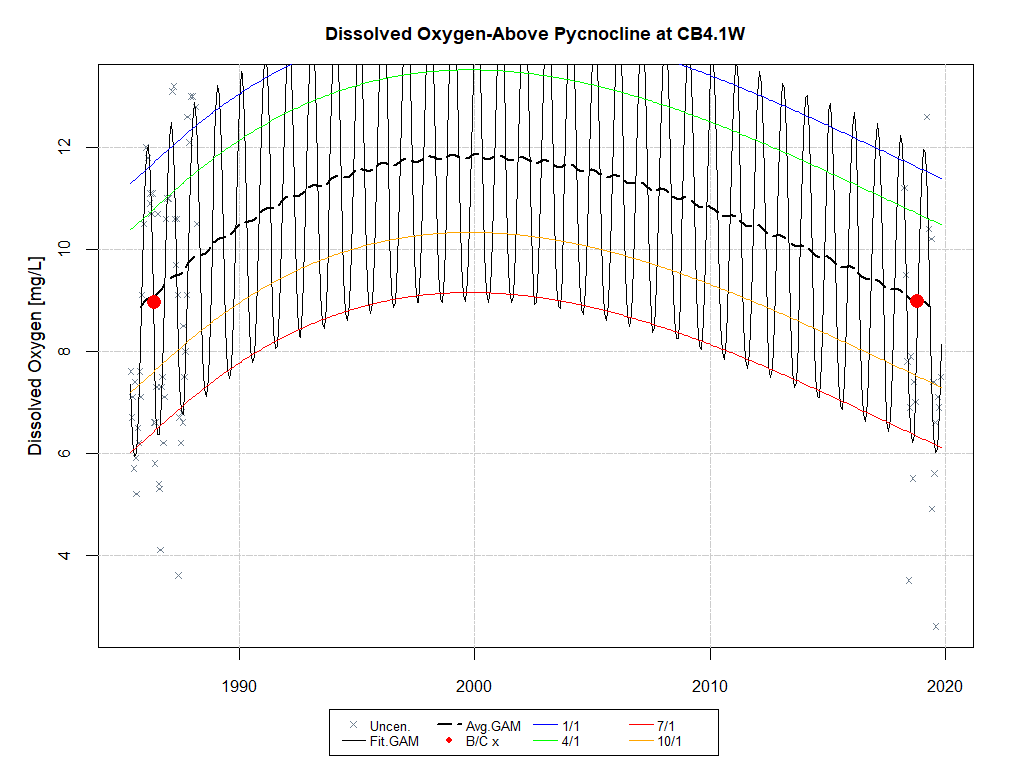 Dissolved Oxygen-Above Pycnocline at CB4.1W
Dissolved Oxygen [mg/L]
12
10
8
6
4
1990 2000 2010 2020
Uncen. Avg.GAM 1/1 7/1
Fit.GAM B/C x 4/1 10/1